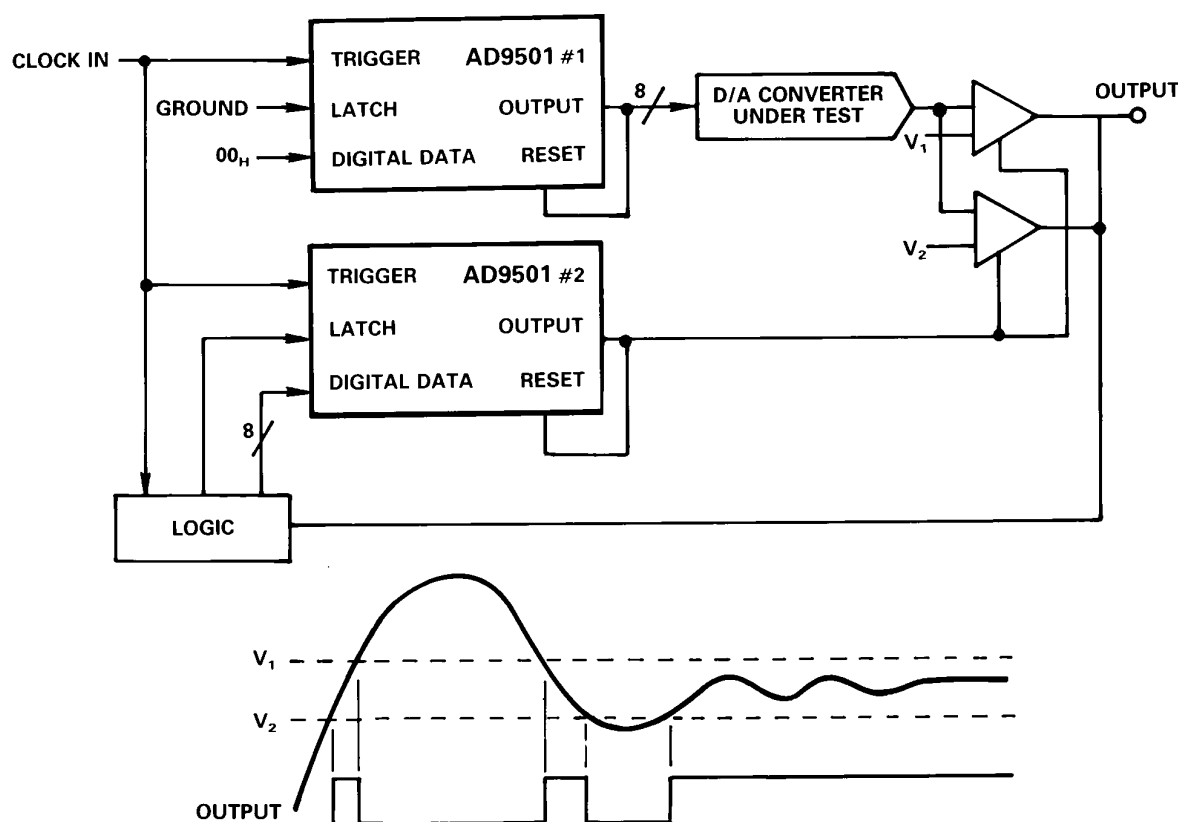 CLOCK IN
TRIGGER AD9501 #1
GROUND
LATCH OUTPUT
00H
DIGITAL DATA RESET
8
D/A CONVERTER
UNDER TEST
V1
V2
OUTPUT
TRIGGER AD9501 #2
LATCH OUTPUT
DIGITAL DATA RESET
8
LOGIC
V1
V2
OUTPUT